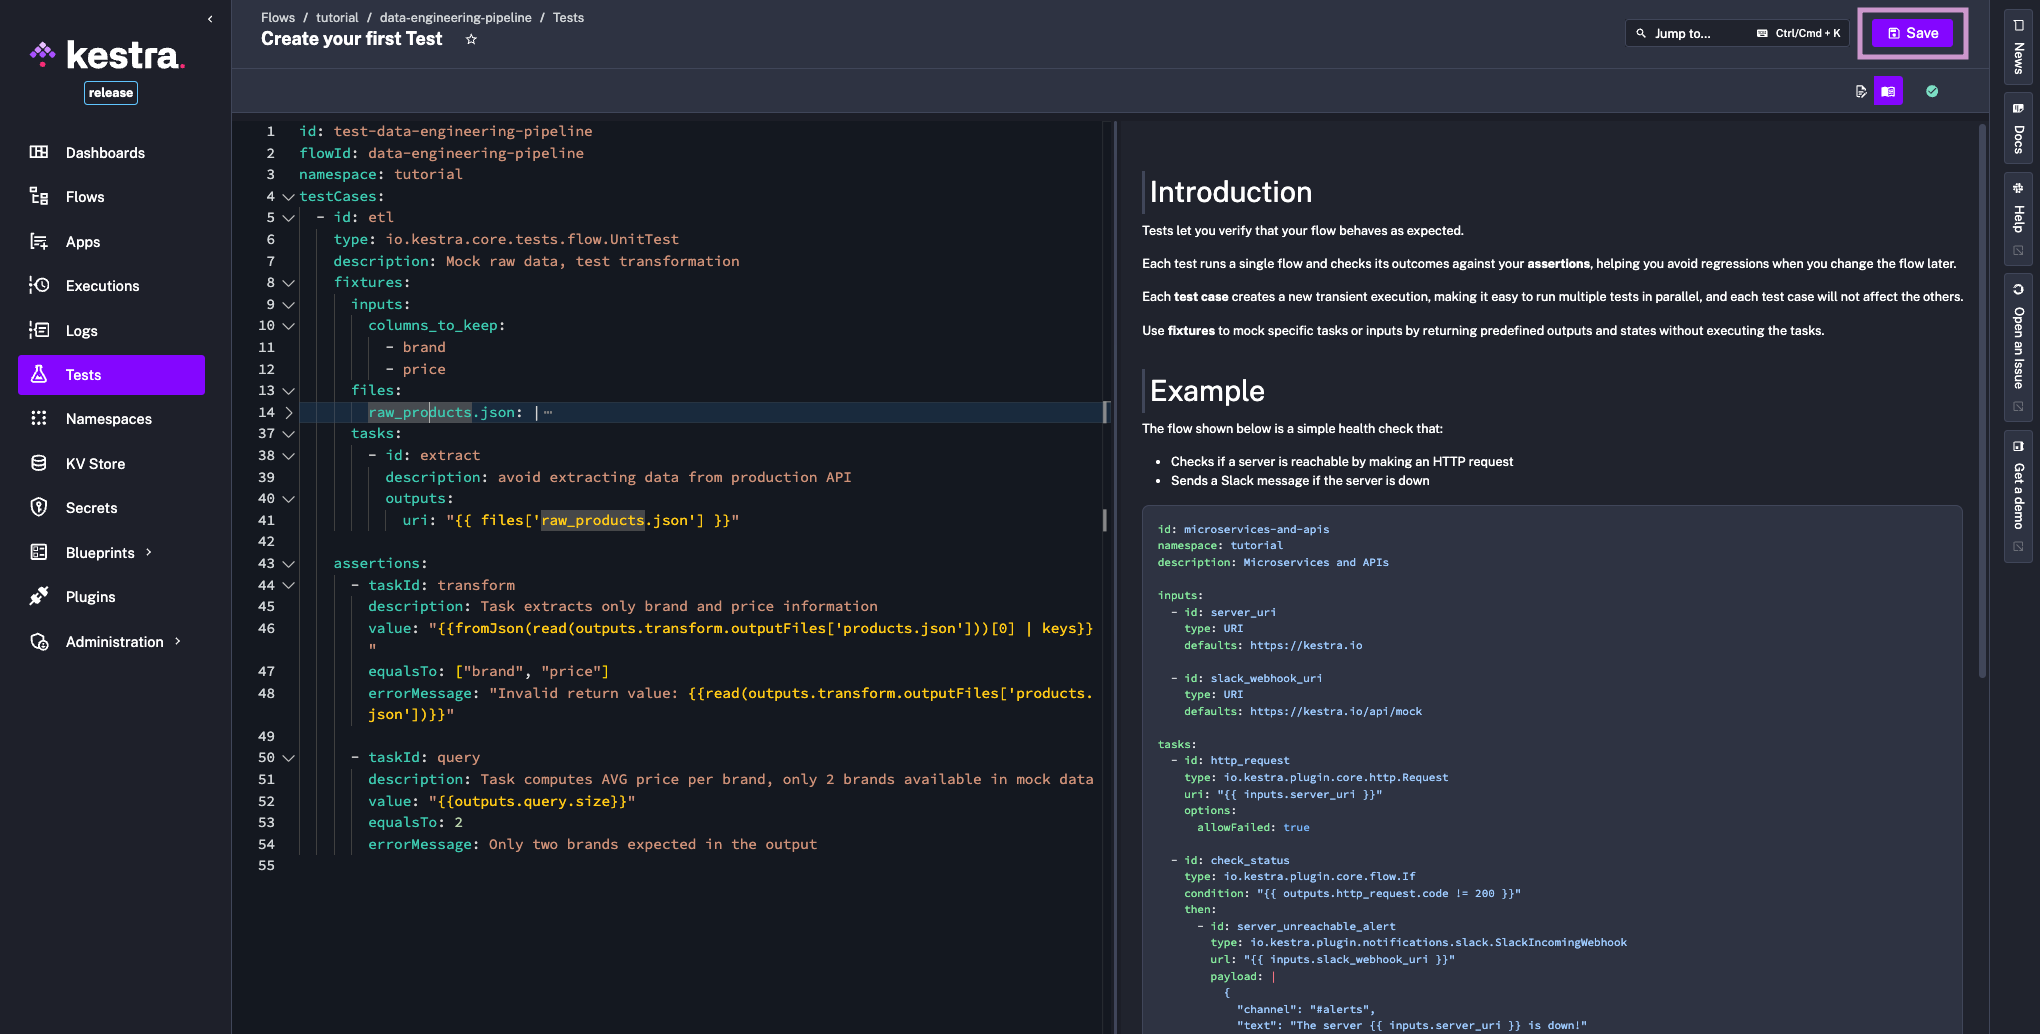 kestra.
release
Dashboards
Flows
Apps
Executions
Logs
Tests
Namespaces
KV Store
Secrets
Blueprints
Plugins
Administration
Flows / tutorial / data-engineering-pipeline / Tests
Create your first Test
Jump to... Ctrl/Cmd + K
Save
1 id: test-data-engineering-pipeline
2 flowId: data-engineering-pipeline
3 namespace: tutorial
4 testCases:
5 - id: etl
6 type: io.kestra.core.tests.flow.UnitTest
7 description: Mock raw data, test transformation
8 fixtures:
9 inputs:
10 columns_to_keep:
11 - brand
12 - price
13 files:
14 raw_products.json: |⋯
37 tasks:
38 - id: extract
39 description: avoid extracting data from production API
40 outputs:
41 uri: "{{ files['raw_products.json'] }}"
42
43 assertions:
44 - taskId: transform
45 description: Task extracts only brand and price information
46 value: "{{fromJson(read(outputs.transform.outputFiles['products.json']))[0] | keys}}
"
47 equalsTo: ["brand", "price"]
48 errorMessage: "Invalid return value: {{read(outputs.transform.outputFiles['products.
json'])}}"
49
50 - taskId: query
51 description: Task computes AVG price per brand, only 2 brands available in mock data
52 value: "{{outputs.query.size}}"
53 equalsTo: 2
54 errorMessage: Only two brands expected in the output
55
Introduction
Tests let you verify that your flow behaves as expected.
Each test runs a single flow and checks its outcomes against your assertions, helping you avoid regressions when you change the flow later.
Each test case creates a new transient execution, making it easy to run multiple tests in parallel, and each test case will not affect the others.
Use fixtures to mock specific tasks or inputs by returning predefined outputs and states without executing the tasks.
Example
The flow shown below is a simple health check that:
• Checks if a server is reachable by making an HTTP request
• Sends a Slack message if the server is down
id: microservices-and-apis
namespace: tutorial
description: Microservices and APIs
inputs:
- id: server_uri
type: URI
defaults: https://kestra.io
- id: slack_webhook_uri
type: URI
defaults: https://kestra.io/api/mock
tasks:
- id: http_request
type: io.kestra.plugin.core.http.Request
uri: "{{ inputs.server_uri }}"
options:
allowFailed: true
- id: check_status
type: io.kestra.plugin.core.flow.If
condition: "{{ outputs.http_request.code != 200 }}"
then:
- id: server_unreachable_alert
type: io.kestra.plugin.notifications.slack.SlackIncomingWebhook
url: "{{ inputs.slack_webhook_uri }}"
payload: |
{
"channel": "#alerts",
"text": "The server {{ inputs.server_uri }} is down!"
News
Docs
Help
Open an Issue
Get a demo